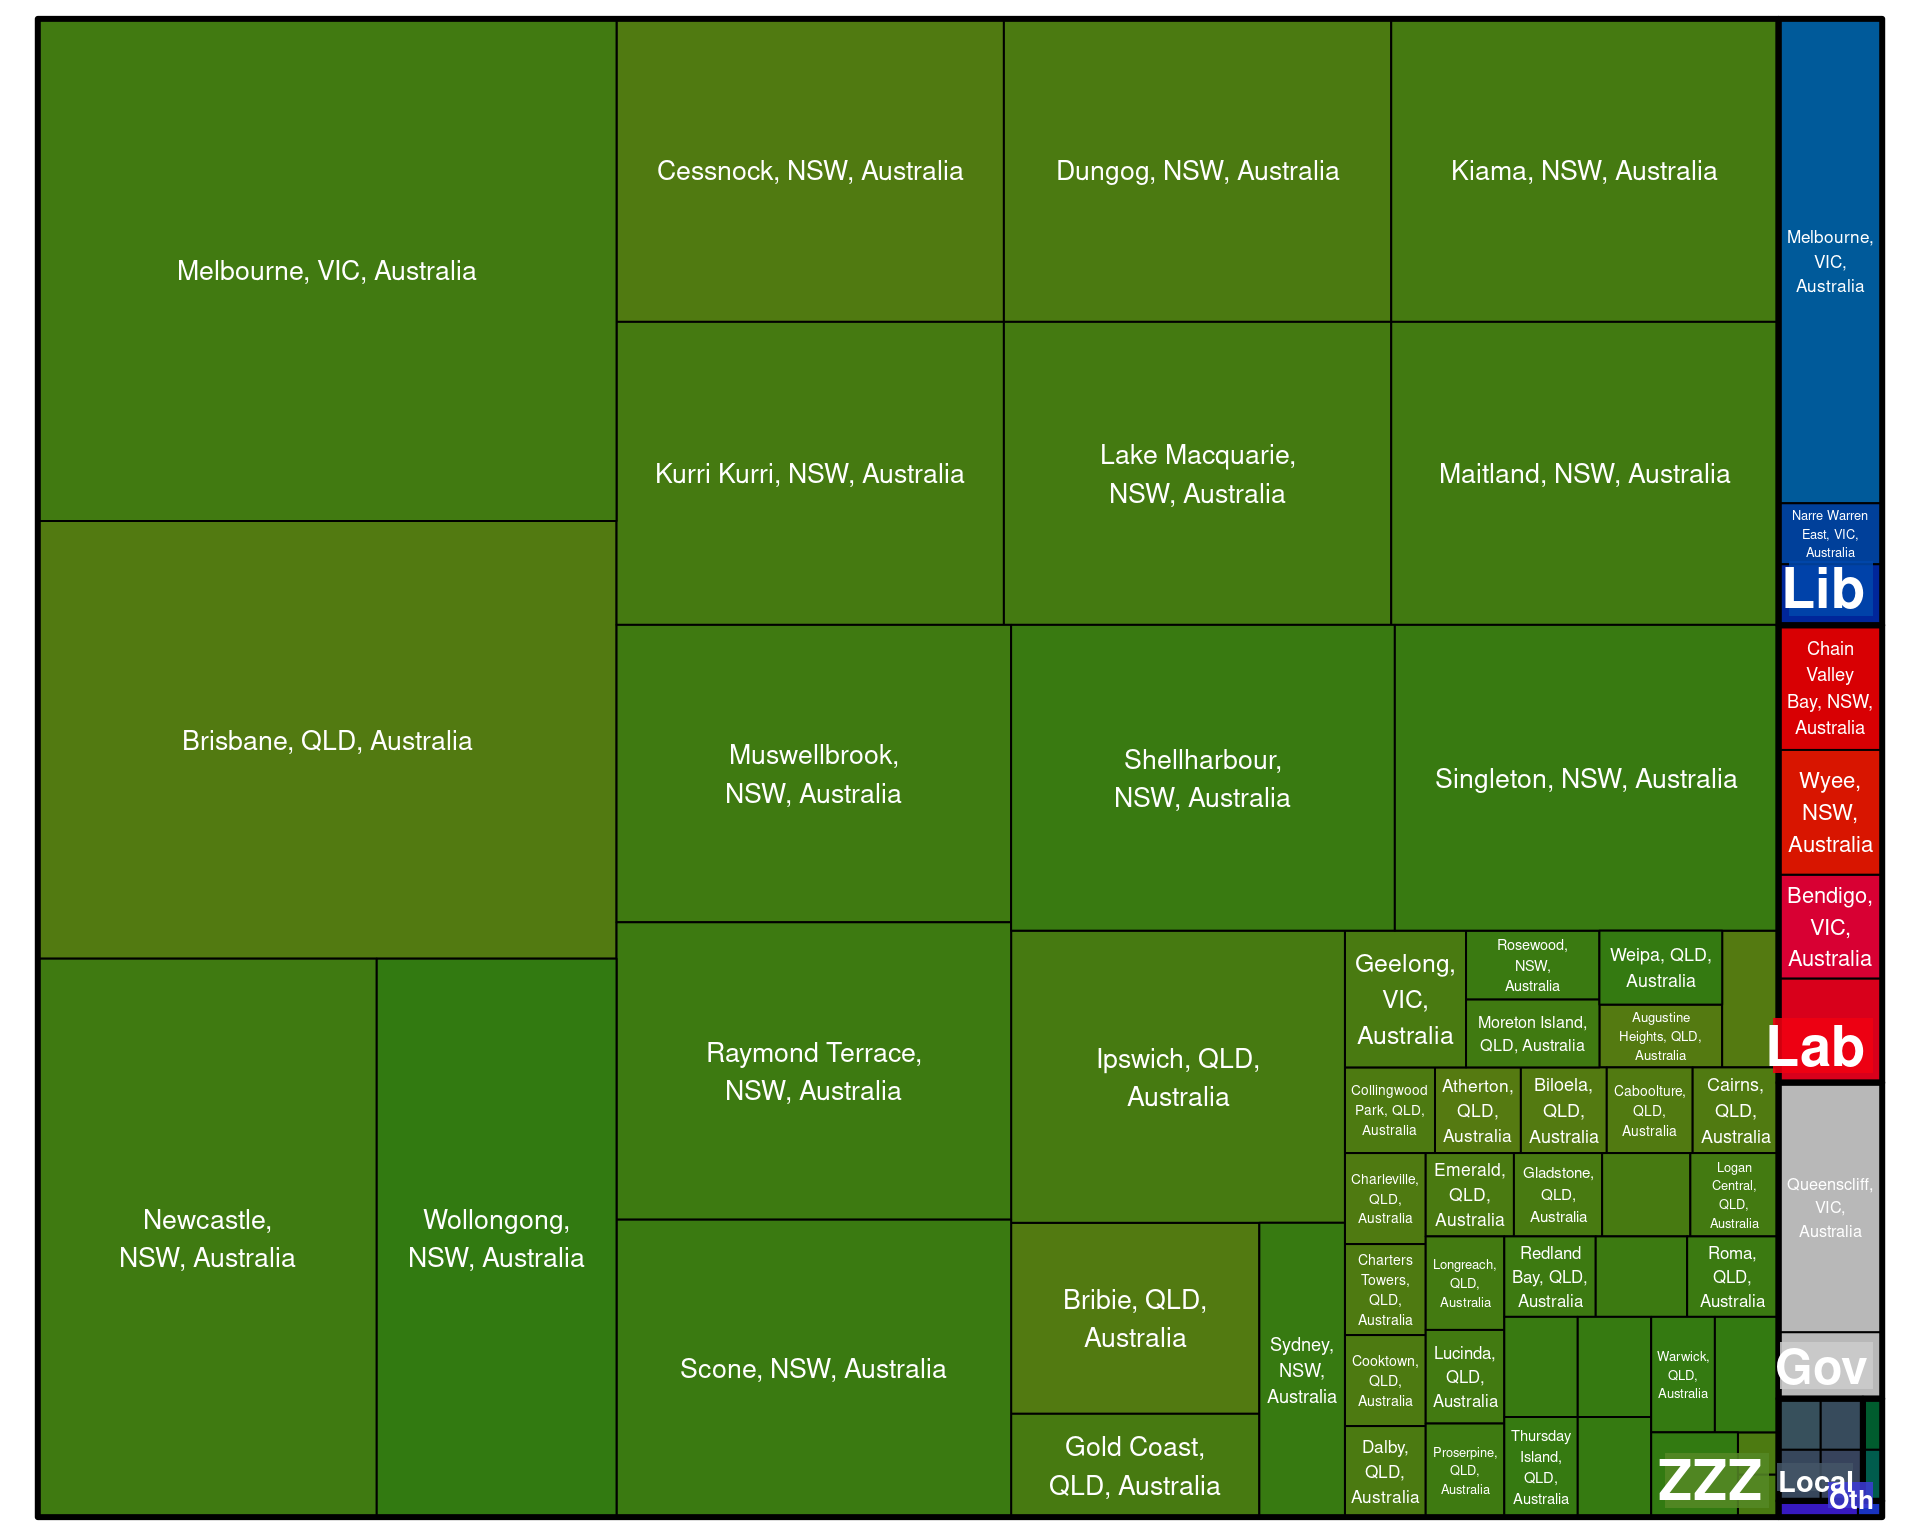 Melbourne, VIC, Australia
Cessnock, NSW, Australia
Dungog, NSW, Australia
Kiama, NSW, Australia
Kurri Kurri, NSW, Australia
Lake Macquarie,
NSW, Australia
Maitland, NSW, Australia
Brisbane, QLD, Australia
Muswellbrook,
NSW, Australia
Shellharbour,
NSW, Australia
Singleton, NSW, Australia
Newcastle,
NSW, Australia
Wollongong,
NSW, Australia
Raymond Terrace,
NSW, Australia
Scone, NSW, Australia
Ipswich, QLD,
Australia
Bribie, QLD,
Australia
Gold Coast,
QLD, Australia
Sydney,
NSW,
Australia
Geelong,
VIC,
Australia
Rosewood,
NSW,
Australia
Moreton Island,
QLD, Australia
Weipa, QLD,
Australia
Augustine
Heights, QLD,
Australia
Collingwood
Park, QLD,
Australia
Atherton,
QLD,
Australia
Biloela,
QLD,
Australia
Caboolture,
QLD,
Australia
Cairns,
QLD,
Australia
Charleville,
QLD,
Australia
Emerald,
QLD,
Australia
Gladstone,
QLD,
Australia
Logan
Central,
QLD,
Australia
Charters
Towers,
QLD,
Australia
Longreach,
QLD,
Australia
Redland
Bay, QLD,
Australia
Roma,
QLD,
Australia
Cooktown,
QLD,
Australia
Lucinda,
QLD,
Australia
Warwick,
QLD,
Australia
Dalby,
QLD,
Australia
Proserpine,
QLD,
Australia
Thursday
Island,
QLD,
Australia
ZZZ
Melbourne,
VIC,
Australia
Narre Warren
East, VIC,
Australia
Lib
Chain
Valley
Bay, NSW,
Australia
Wyee,
NSW,
Australia
Bendigo,
VIC,
Australia
Lab
Queenscliff,
VIC,
Australia
Gov
Local
Oth